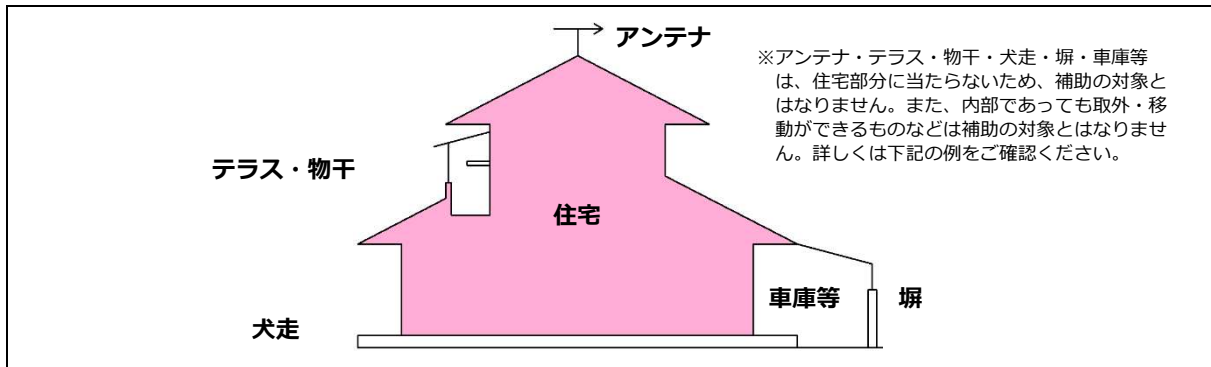 アンテナ
※アンテナ・テラス・物干・犬走・塀・車庫等
は、住宅部分に当たらないため、補助の対象と
はなりません。また、内部であっても取外・移
動ができるものなどは補助の対象とはなりませ
ん。詳しくは下記の例をご確認ください。
テラス・物干
住宅
車庫等
塀
犬走